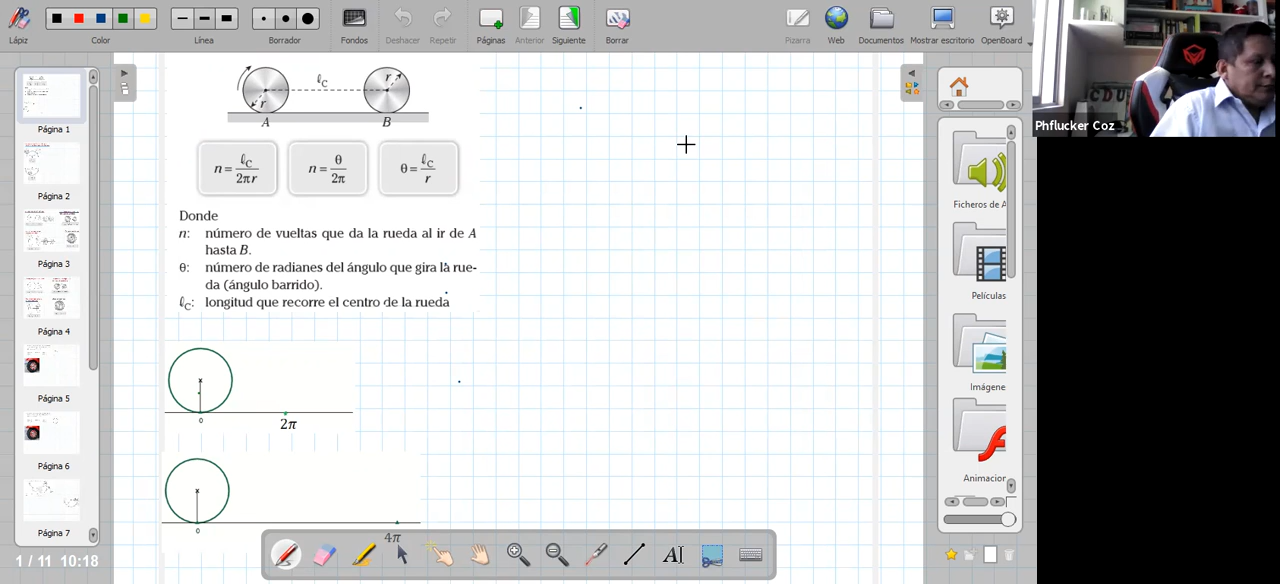 Lápiz
Color
Línea
Borrador
Fondos
Deshacer
Repetir
Páginas
Anterior
Siguiente
Borrar
Pizarra
Web
Documentos
Mostrar escritorio
OpenBoard
Phflucker Coz
Página 1
Página 2
Página 3
Página 4
Página 5
Página 6
Página 7
1 / 11 10:18
ℓC
r
r
A
B
n = ℓC / 2πr
n = θ / 2π
θ = ℓC / r
Donde
n: número de vueltas que da la rueda al ir de A
hasta B.
θ: número de radianes del ángulo que gira la rue-
da (ángulo barrido).
ℓC: longitud que recorre el centro de la rueda
0
2π
0
4π
Ficheros de A
Películas
Imágene
Animacion